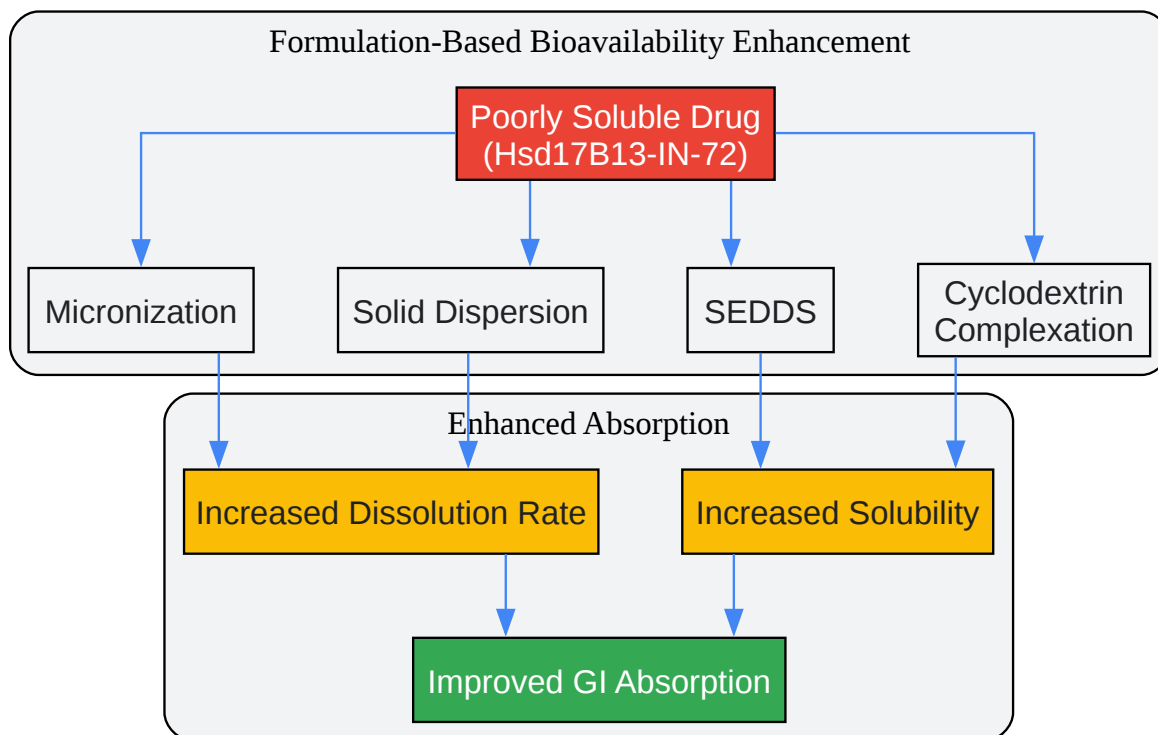 Formulation-Based Bioavailability Enhancement
Poorly Soluble Drug
(Hsd17B13-IN-72)
Micronization
Solid Dispersion
SEDDS
Cyclodextrin
Complexation
Enhanced Absorption
Increased Dissolution Rate
Increased Solubility
Improved GI Absorption